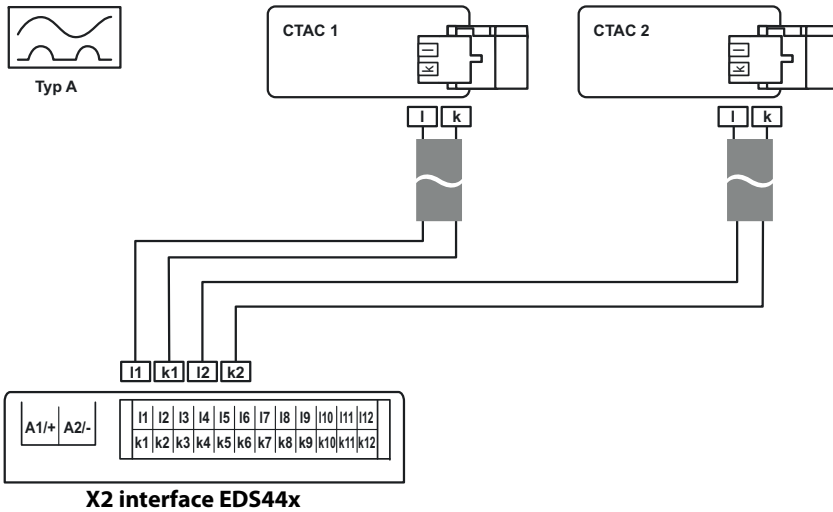 Typ A
CTAC 1
l
k
CTAC 2
l
k
l k
l k
l1 k1 l2 k2
A1/+ A2/-
l1 l2 l3 l4 l5 l6 l7 l8 l9 l10 l11 l12
k1 k2 k3 k4 k5 k6 k7 k8 k9 k10 k11 k12
X2 interface EDS44x